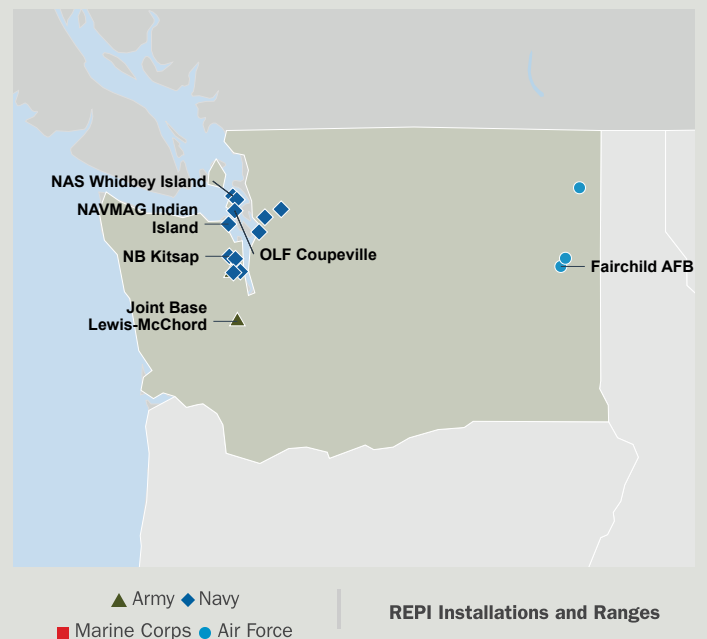 NAS Whidbey Island
NAVMAG Indian
Island
OLF Coupeville
NB Kitsap
Fairchild AFB
Joint Base
Lewis-McChord
Army Navy
Marine Corps Air Force
REPI Installations and Ranges